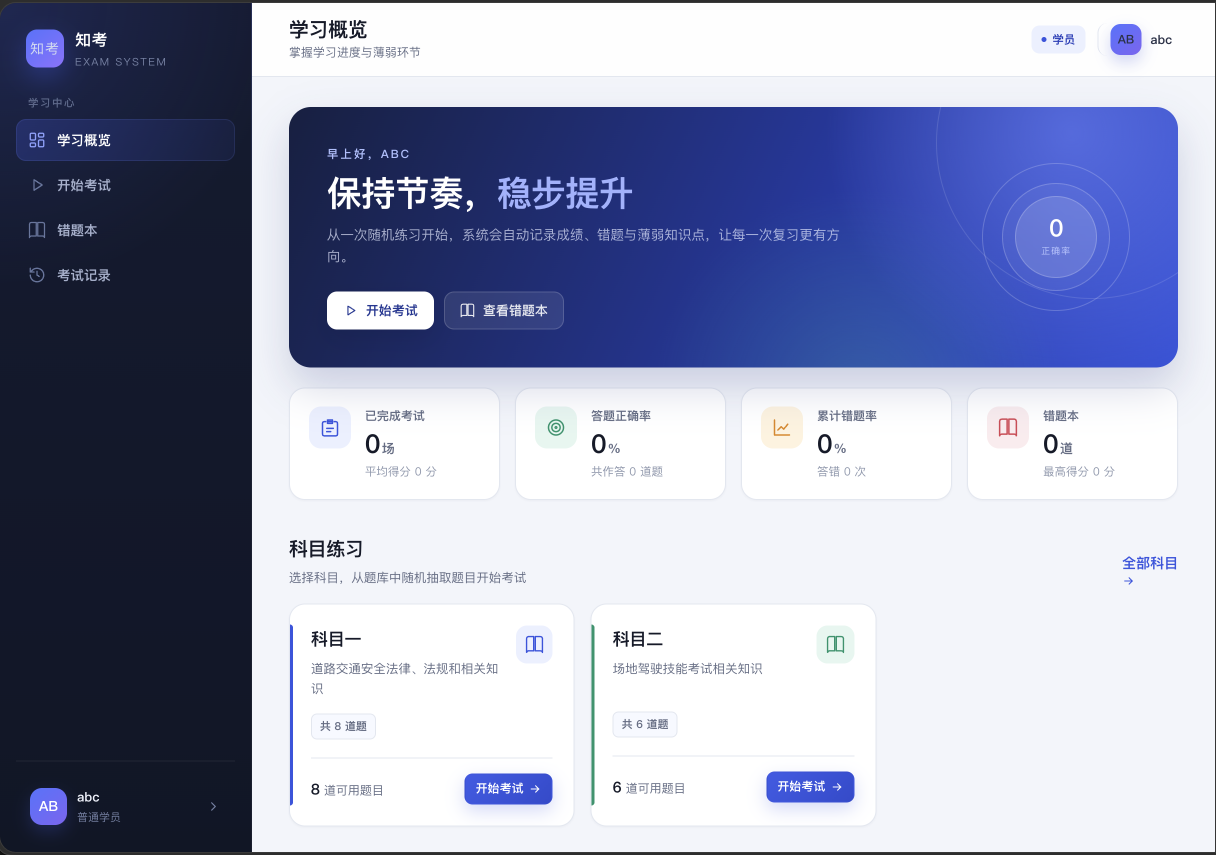 知考
知考
EXAM SYSTEM
学习中心
学习概览
开始考试
错题本
考试记录
AB
abc
普通学员
学习概览
掌握学习进度与薄弱环节
学员
AB
abc
早上好，ABC
保持节奏，稳步提升
从一次随机练习开始，系统会自动记录成绩、错题与薄弱知识点，让每一次复习更有方
向。
开始考试
查看错题本
0
正确率
已完成考试
0场
平均得分 0 分
答题正确率
0%
共作答 0 道题
累计错题率
0%
答错 0 次
错题本
0道
最高得分 0 分
科目练习
选择科目，从题库中随机抽取题目开始考试
全部科目
→
科目一
道路交通安全法律、法规和相关知
识
共 8 道题
8 道可用题目
开始考试 →
科目二
场地驾驶技能考试相关知识
共 6 道题
6 道可用题目
开始考试 →